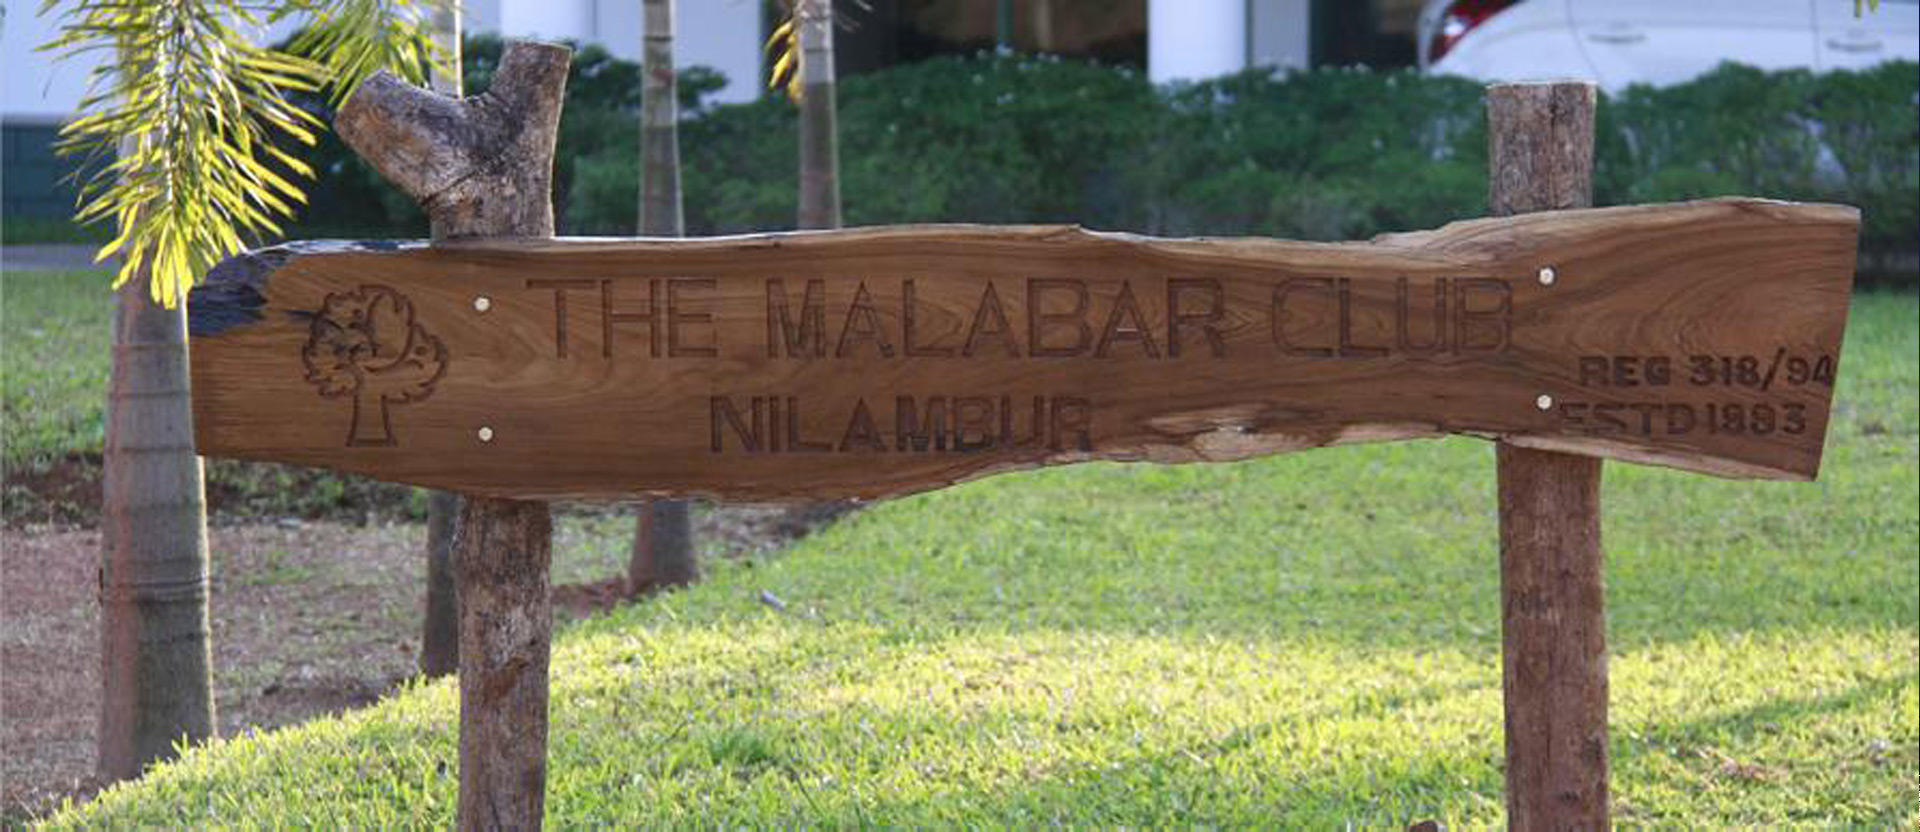 THE MALABAR CLUB
NILAMBUR
REG 318/94
ESTD 1993